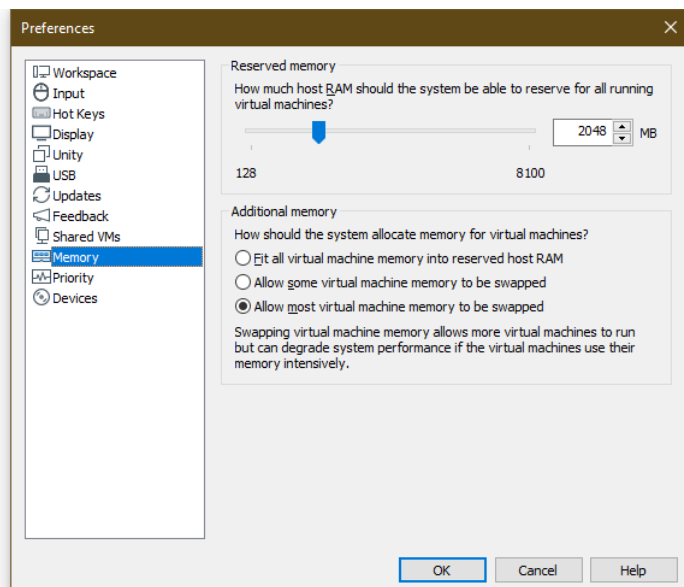 Preferences
Workspace
Input
Hot Keys
Display
Unity
USB
Updates
Feedback
Shared VMs
Memory
Priority
Devices
Reserved memory
How much host RAM should the system be able to reserve for all running
virtual machines?
2048 MB
128 8100
Additional memory
How should the system allocate memory for virtual machines?
Fit all virtual machine memory into reserved host RAM
Allow some virtual machine memory to be swapped
Allow most virtual machine memory to be swapped
Swapping virtual machine memory allows more virtual machines to run
but can degrade system performance if the virtual machines use their
memory intensively.
OK Cancel Help